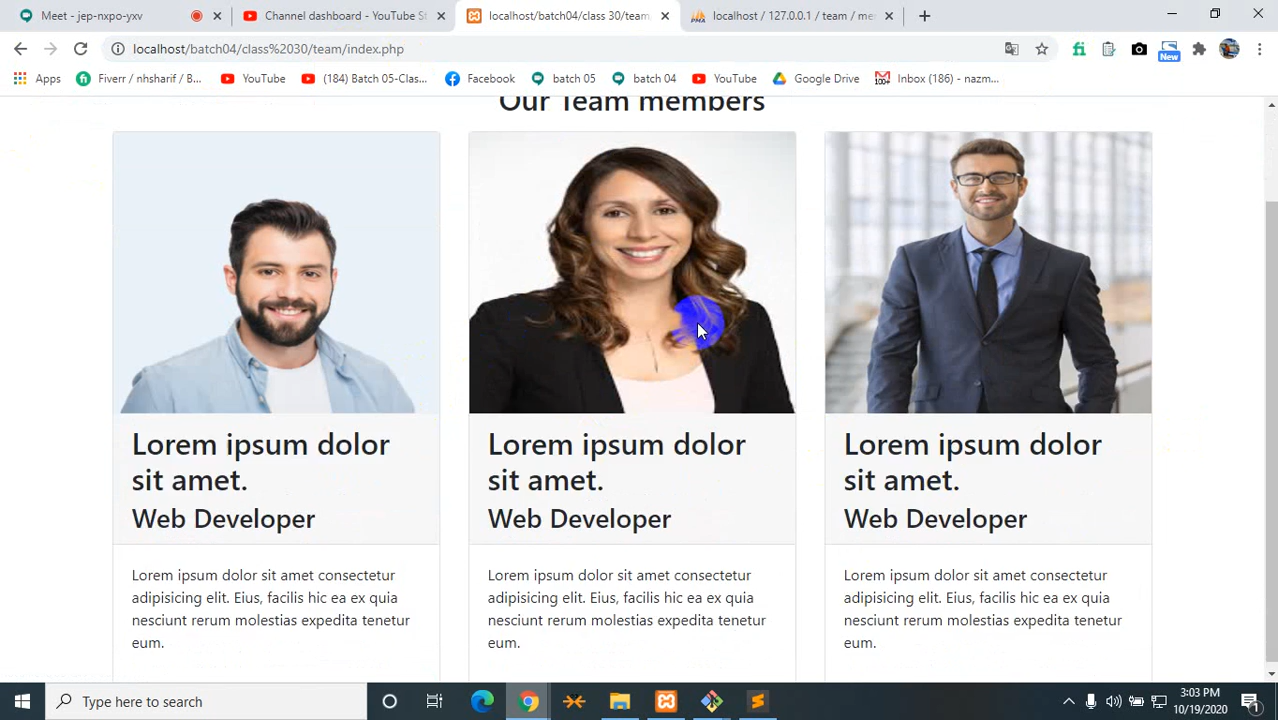 Meet - jep-nxpo-yxv
Channel dashboard - YouTube St
localhost/batch04/class 30/team
localhost / 127.0.0.1 / team / me
localhost/batch04/class%2030/team/index.php
Apps
Fiverr / nhsharif / B...
YouTube
(184) Batch 05-Clas...
Facebook
batch 05
batch 04
YouTube
Google Drive
100+
Inbox (186) - nazm...
New
Our Team members
Lorem ipsum dolor
sit amet.
Web Developer
Lorem ipsum dolor sit amet consectetur
adipisicing elit. Eius, facilis hic ea ex quia
nesciunt rerum molestias expedita tenetur
eum.
Lorem ipsum dolor
sit amet.
Web Developer
Lorem ipsum dolor sit amet consectetur
adipisicing elit. Eius, facilis hic ea ex quia
nesciunt rerum molestias expedita tenetur
eum.
Lorem ipsum dolor
sit amet.
Web Developer
Lorem ipsum dolor sit amet consectetur
adipisicing elit. Eius, facilis hic ea ex quia
nesciunt rerum molestias expedita tenetur
eum.
Type here to search
3:03 PM
10/19/2020
1